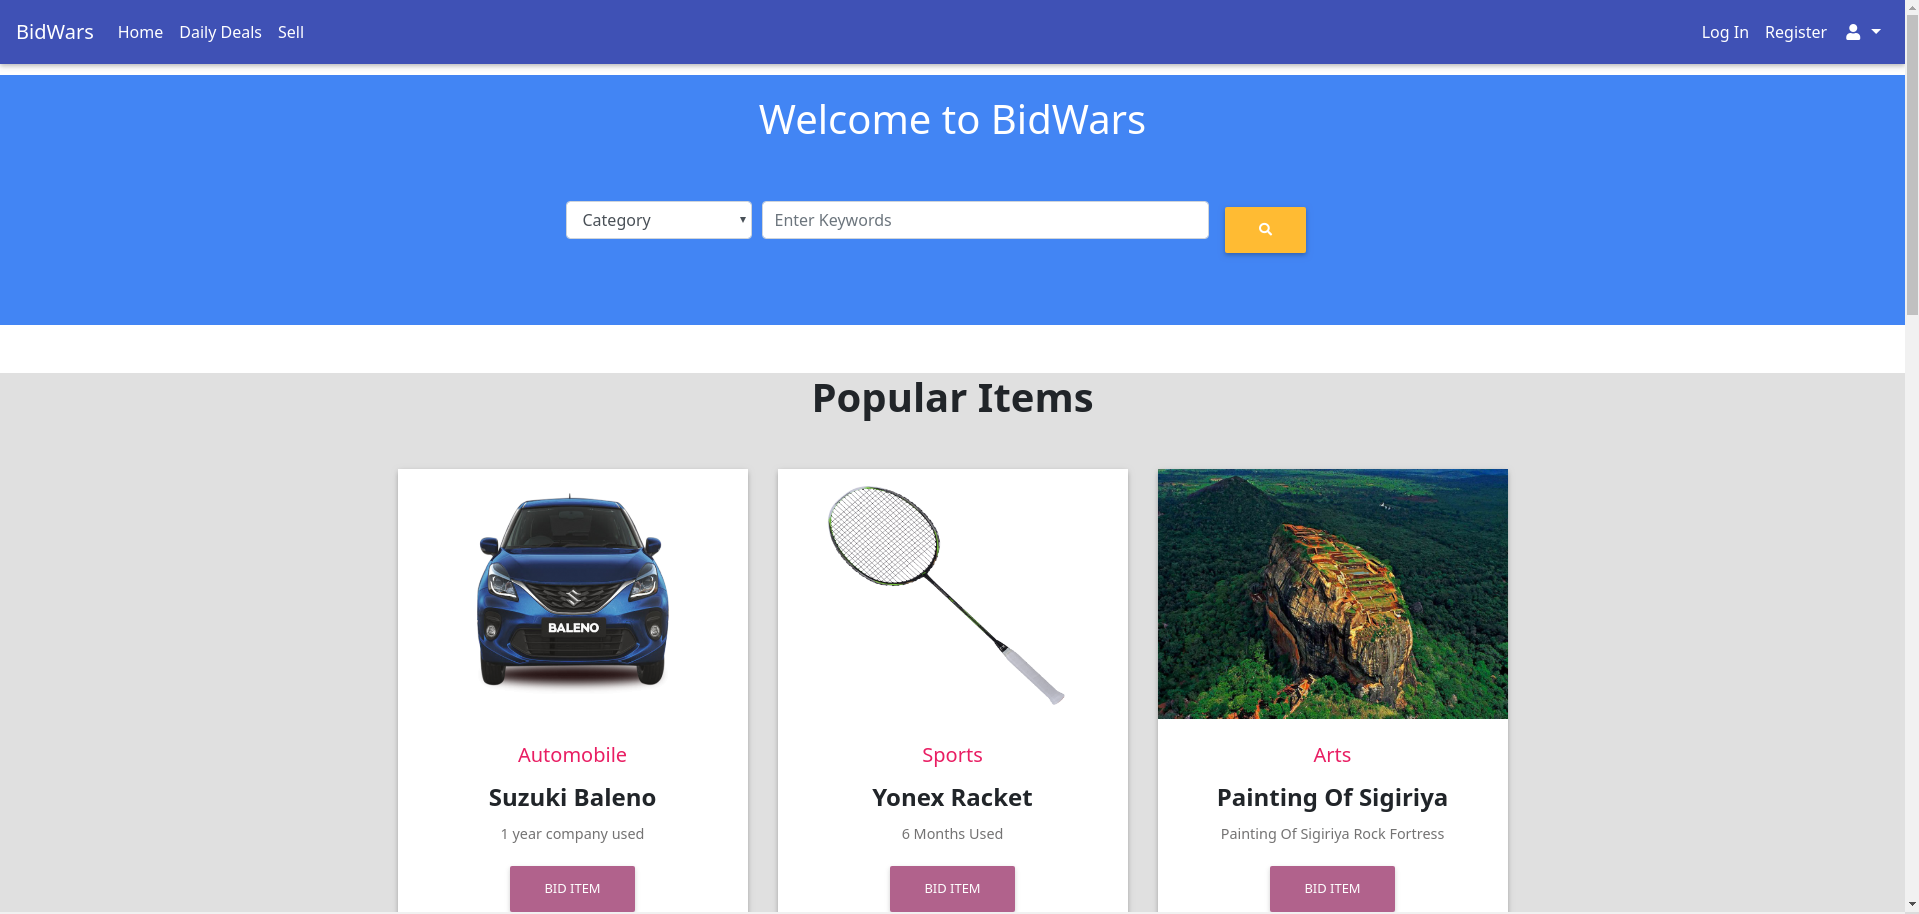 BidWars Home Daily Deals Sell Log In Register
Welcome to BidWars
Category Enter Keywords
Popular Items
BALENO
Automobile
Suzuki Baleno
1 year company used
BID ITEM
Sports
Yonex Racket
6 Months Used
BID ITEM
Arts
Painting Of Sigiriya
Painting Of Sigiriya Rock Fortress
BID ITEM